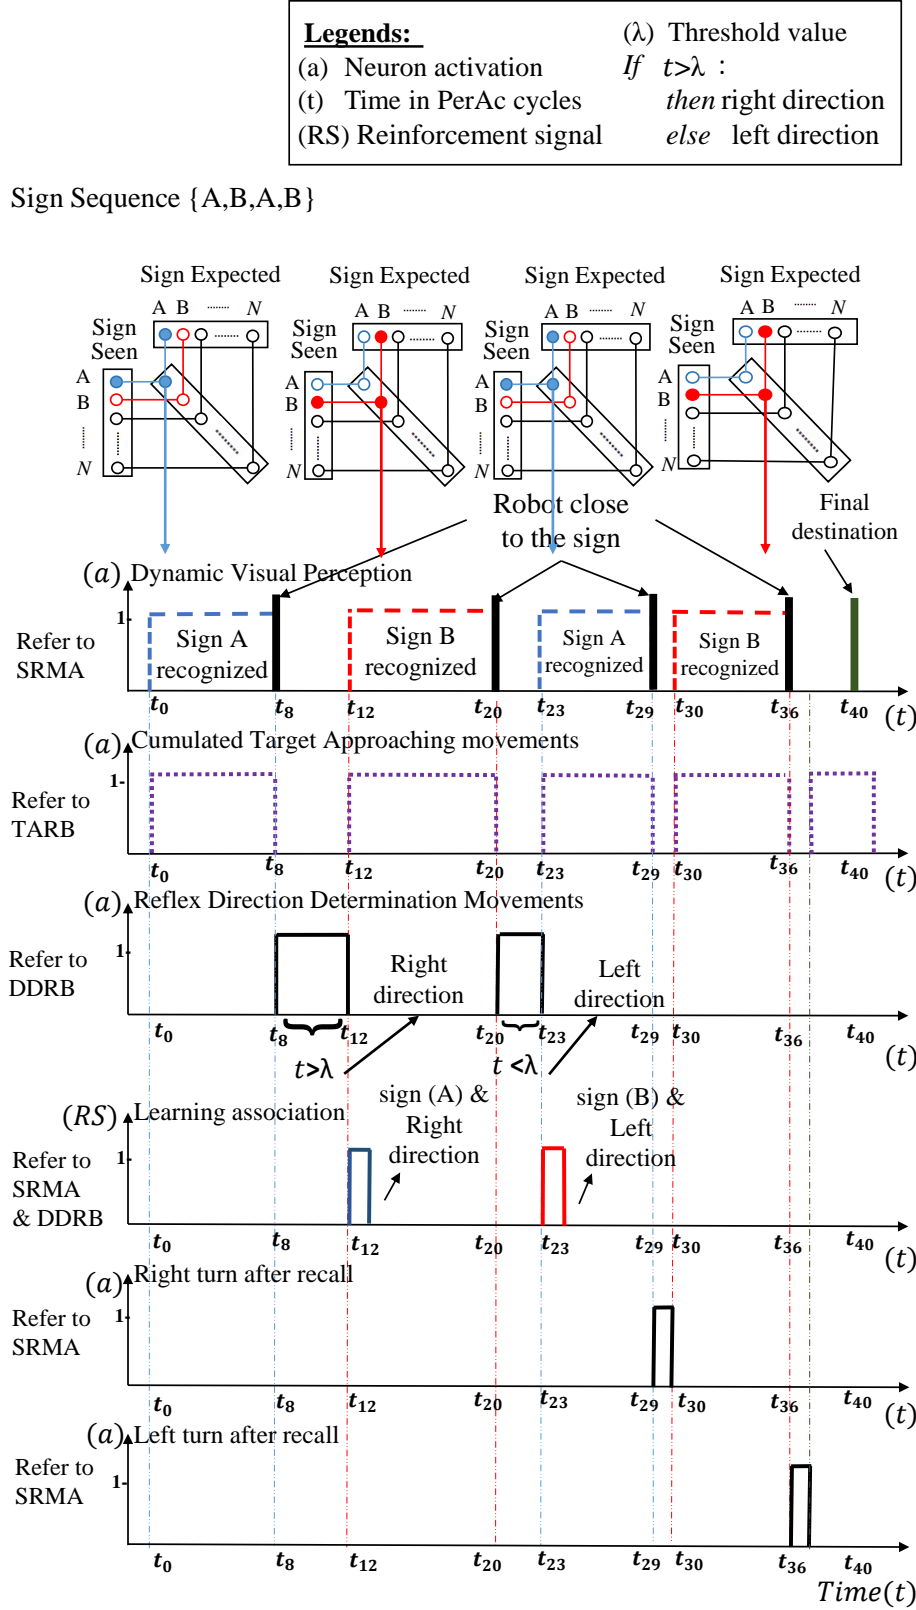 Legends:
(a) Neuron activation
(t) Time in PerAc cycles
(RS) Reinforcement signal
(λ) Threshold value
If t>λ :
then right direction
else left direction
Sign Sequence {A,B,A,B}
Sign Expected
A B ........ N
Sign
Seen
A
B
N
Sign Expected
A B ........ N
Sign
Seen
A
B
N
Sign Expected
A B ........ N
Sign
Seen
A
B
N
Sign Expected
A B ........ N
Sign
Seen
A
B
N
Robot close
to the sign
Final
destination
(a) Dynamic Visual Perception
1-
Refer to
SRMA
Sign A
recognized
Sign B
recognized
Sign A
recognized
Sign B
recognized
t0 t8 t12 t20 t23 t29 t30 t36 t40 (t)
(a) Cumulated Target Approaching movements
1-
Refer to
TARB
t0 t8 t12 t20 t23 t29 t30 t36 t40 (t)
(a) Reflex Direction Determination Movements
1-
Refer to
DDRB
Right
direction
Left
direction
t0 t8 t12 t20 t23 t29 t30 t36 t40 (t)
t>λ
t <λ
(RS) Learning association
1-
Refer to
SRMA
& DDRB
sign (A) &
Right
direction
sign (B) &
Left
direction
t0 t8 t12 t20 t23 t29 t30 t36 t40 (t)
(a) Right turn after recall
1-
Refer to
SRMA
t0 t8 t12 t20 t23 t29 t30 t36 t40 (t)
(a) Left turn after recall
1-
Refer to
SRMA
t0 t8 t12 t20 t23 t29 t30 t36 t40
Time(t)